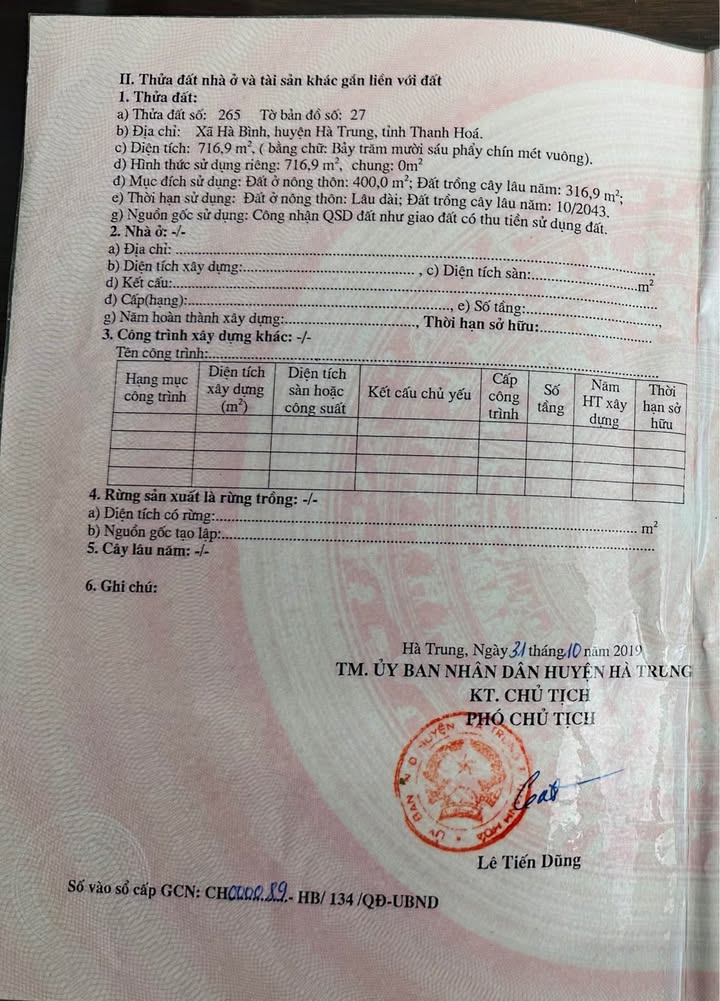 II. Thửa đất nhà ở và tài sản khác gắn liền với đất
1. Thửa đất:
a) Thửa đất số: 265 Tờ bản đồ số: 27
b) Địa chỉ: Xã Hà Bình, huyện Hà Trung, tỉnh Thanh Hoá.
c) Diện tích: 716,9 m², ( bằng chữ: Bảy trăm mười sáu phẩy chín mét vuông).
d) Hình thức sử dụng riêng: 716,9 m², chung: 0m²
đ) Mục đích sử dụng: Đất ở nông thôn: 400,0 m²; Đất trồng cây lâu năm: 316,9 m²;
e) Thời hạn sử dụng: Đất ở nông thôn: Lâu dài; Đất trồng cây lâu năm: 10/2043.
g) Nguồn gốc sử dụng: Công nhận QSD đất như giao đất có thu tiền sử dụng đất.
2. Nhà ở: -/-
a) Địa chỉ:
b) Diện tích xây dựng: , c) Diện tích sàn: m²
d) Kết cấu:
đ) Cấp(hạng): , e) Số tầng: ,
g) Năm hoàn thành xây dựng: , Thời hạn sở hữu:
3. Công trình xây dựng khác: -/-
Tên công trình:
Hạng mục công trình Diện tích xây dựng (m²) Diện tích sàn hoặc công suất Kết cấu chủ yếu Cấp công trình Số tầng Năm HT xây dựng Thời hạn sở hữu
4. Rừng sản xuất là rừng trồng: -/-
a) Diện tích có rừng: m²
b) Nguồn gốc tạo lập:
5. Cây lâu năm: -/-
6. Ghi chú:
Hà Trung, Ngày 31 tháng 10 năm 2019
TM. ỦY BAN NHÂN DÂN HUYỆN HÀ TRUNG
KT. CHỦ TỊCH
PHÓ CHỦ TỊCH
Lê Tiến Dũng
Số vào sổ cấp GCN: CH00089.- HB/ 134 /QĐ-UBND